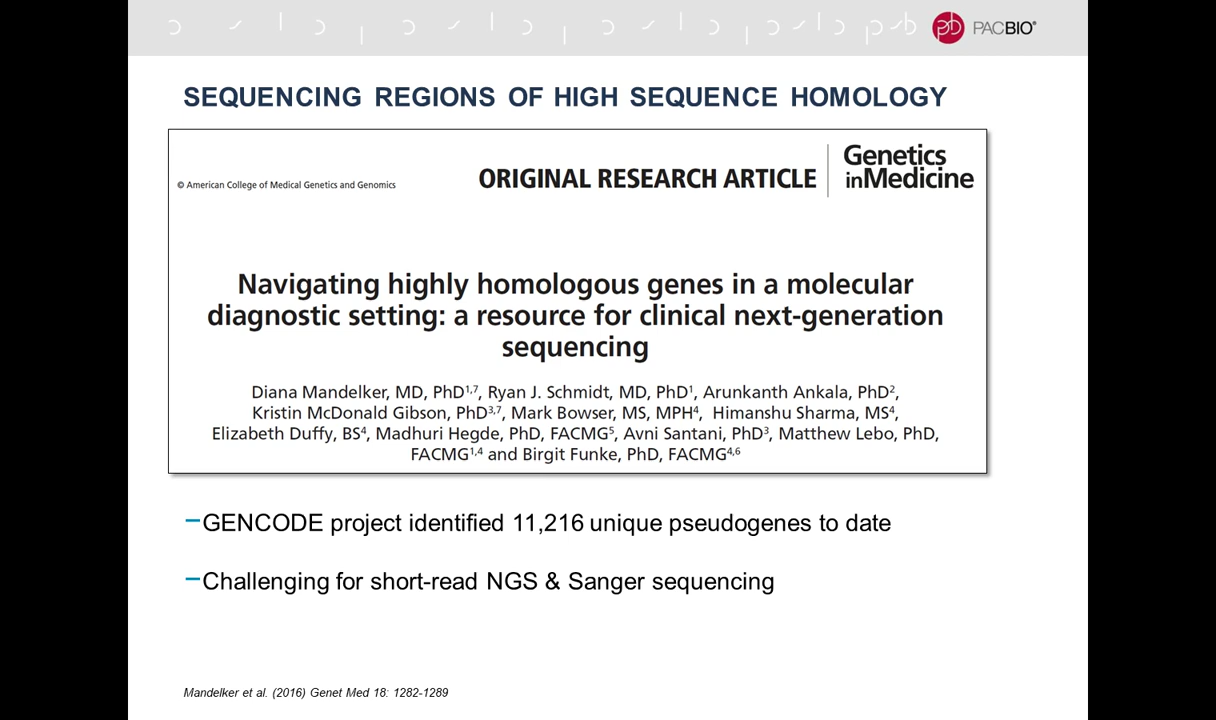 PACBIO®
SEQUENCING REGIONS OF HIGH SEQUENCE HOMOLOGY
© American College of Medical Genetics and Genomics
ORIGINAL RESEARCH ARTICLE
Genetics
inMedicine
Navigating highly homologous genes in a molecular
diagnostic setting: a resource for clinical next-generation
sequencing
Diana Mandelker, MD, PhD1,7, Ryan J. Schmidt, MD, PhD1, Arunkanth Ankala, PhD2,
Kristin McDonald Gibson, PhD3,7, Mark Bowser, MS, MPH4, Himanshu Sharma, MS4,
Elizabeth Duffy, BS4, Madhuri Hegde, PhD, FACMG5, Avni Santani, PhD3, Matthew Lebo, PhD,
FACMG1,4 and Birgit Funke, PhD, FACMG4,6
–GENCODE project identified 11,216 unique pseudogenes to date
–Challenging for short-read NGS & Sanger sequencing
Mandelker et al. (2016) Genet Med 18: 1282-1289